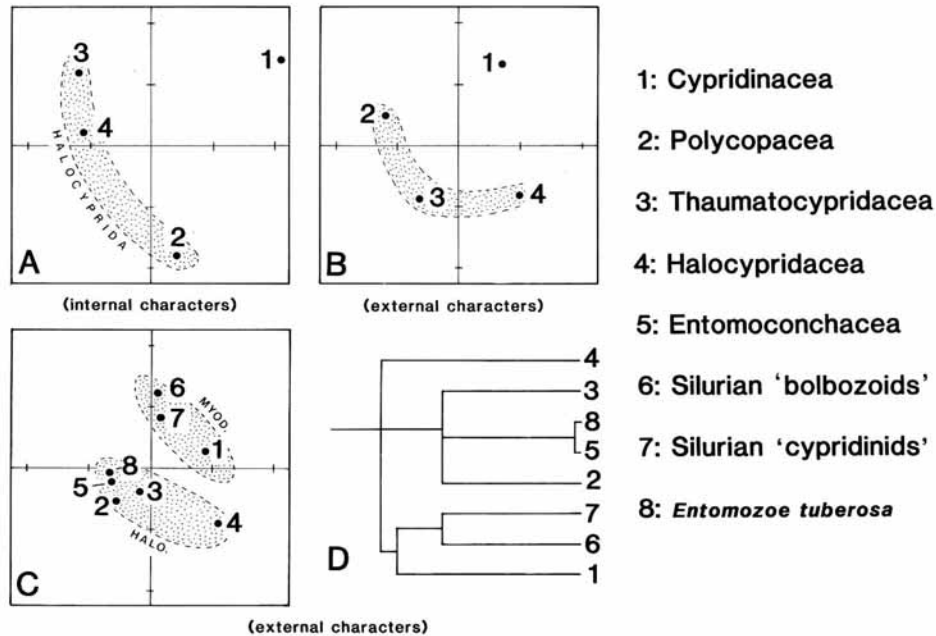 3
1
4
HALOCYPRIDA
2
A
(internal characters)
1
2
3
4
B
(external characters)
1: Cypridinacea
2: Polycopacea
3: Thaumatocypridacea
4: Halocypridacea
5: Entomoconchacea
6: Silurian 'bolbozoids'
7: Silurian 'cypridinids'
8: Entomozoe tuberosa
6
MYOD.
7
1
8
5
3
2
4
HALO.
C
4
3
8
5
2
7
6
1
D
(external characters)